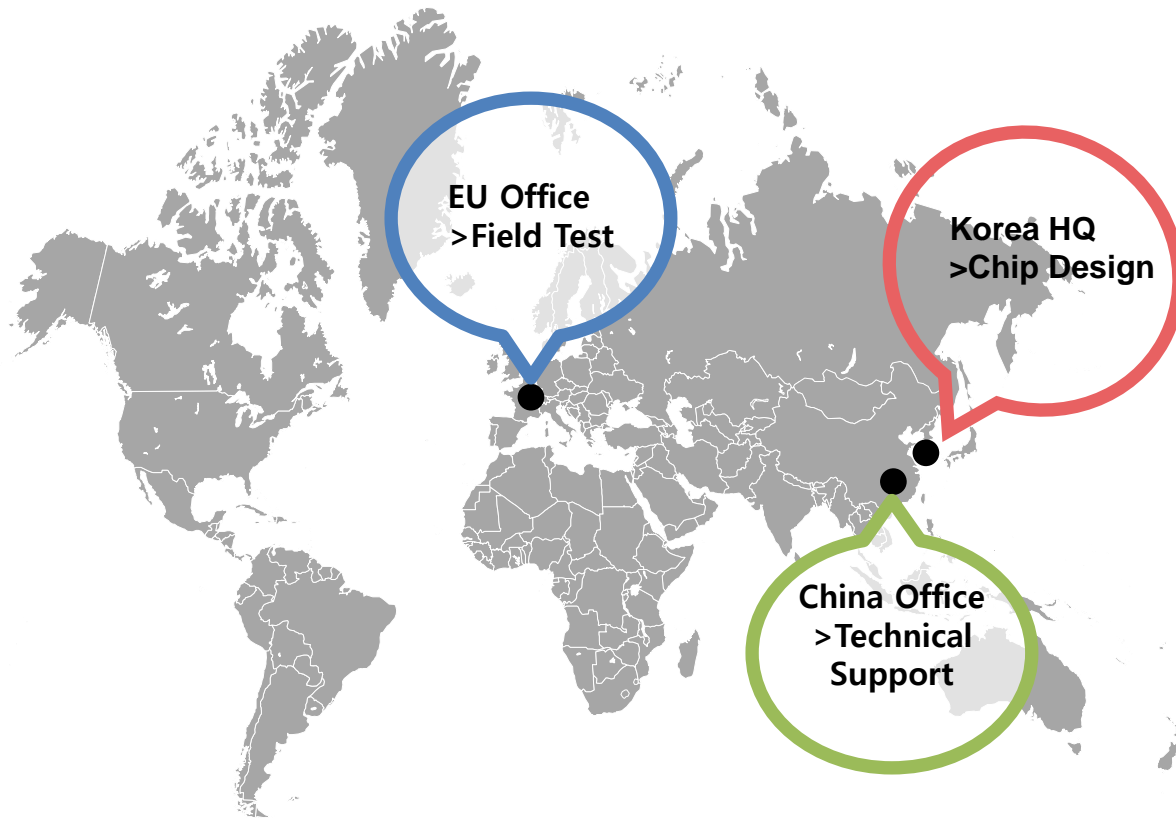 EU Office
>Field Test
Korea HQ
>Chip Design
China Office
>Technical
Support